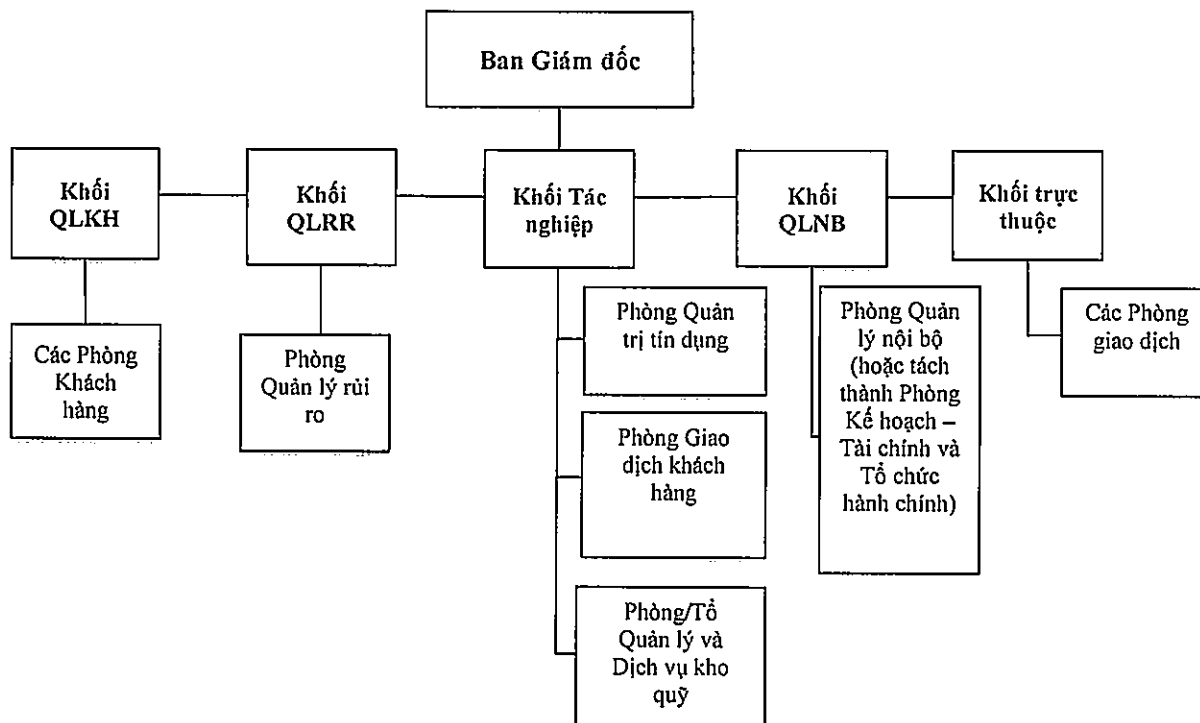 Ban Giám đốc
Khối
QLKH
Khối
QLRR
Khối Tác
nghiệp
Khối
QLNB
Khối trực
thuộc
Các Phòng
Khách
hàng
Phòng
Quản lý rủi
ro
Phòng Quản
trị tín dụng
Phòng Giao
dịch khách
hàng
Phòng/Tổ
Quản lý và
Dịch vụ kho
quỹ
Phòng Quản
lý nội bộ
(hoặc tách
thành Phòng
Kế hoạch –
Tài chính và
Tổ chức
hành chính)
Các Phòng
giao dịch